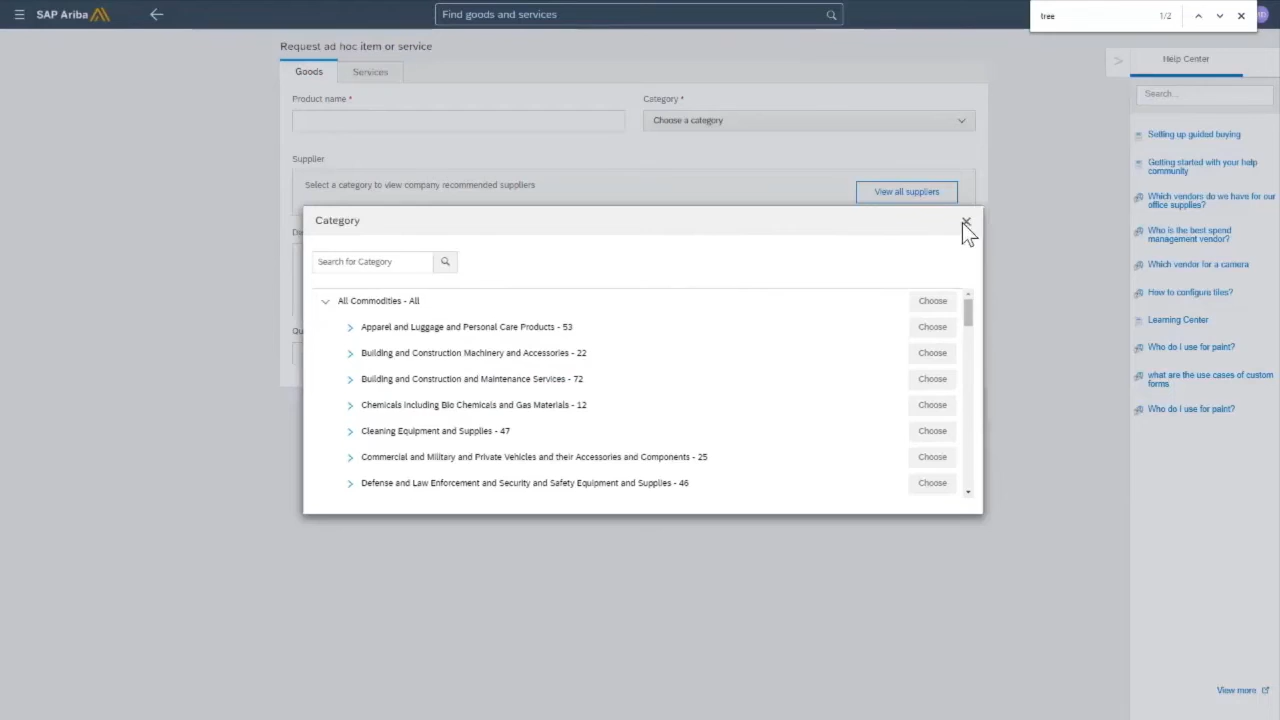 SAP Ariba
Find goods and services
tree
1/2
Request ad hoc item or service
Goods
Services
Product name *
Category *
Choose a category
Supplier
Select a category to view company recommended suppliers
View all suppliers
Category
Search for Category
All Commodities - All
Choose
Apparel and Luggage and Personal Care Products - 53
Choose
Building and Construction Machinery and Accessories - 22
Choose
Building and Construction and Maintenance Services - 72
Choose
Chemicals Including Bio Chemicals and Gas Materials - 12
Choose
Cleaning Equipment and Supplies - 47
Choose
Commercial and Military and Private Vehicles and their Accessories and Components - 25
Choose
Defense and Law Enforcement and Security and Safety Equipment and Supplies - 46
Choose
Help Center
Search...
Setting up guided buying
Getting started with your help
community
Which vendors do we have for our
office supplies?
Who is the best spend
management vendor?
Which vendor for a camera
How to configure tiles?
Learning Center
Who do I use for paint?
what are the use cases of custom
forms
Who do I use for paint?
View more